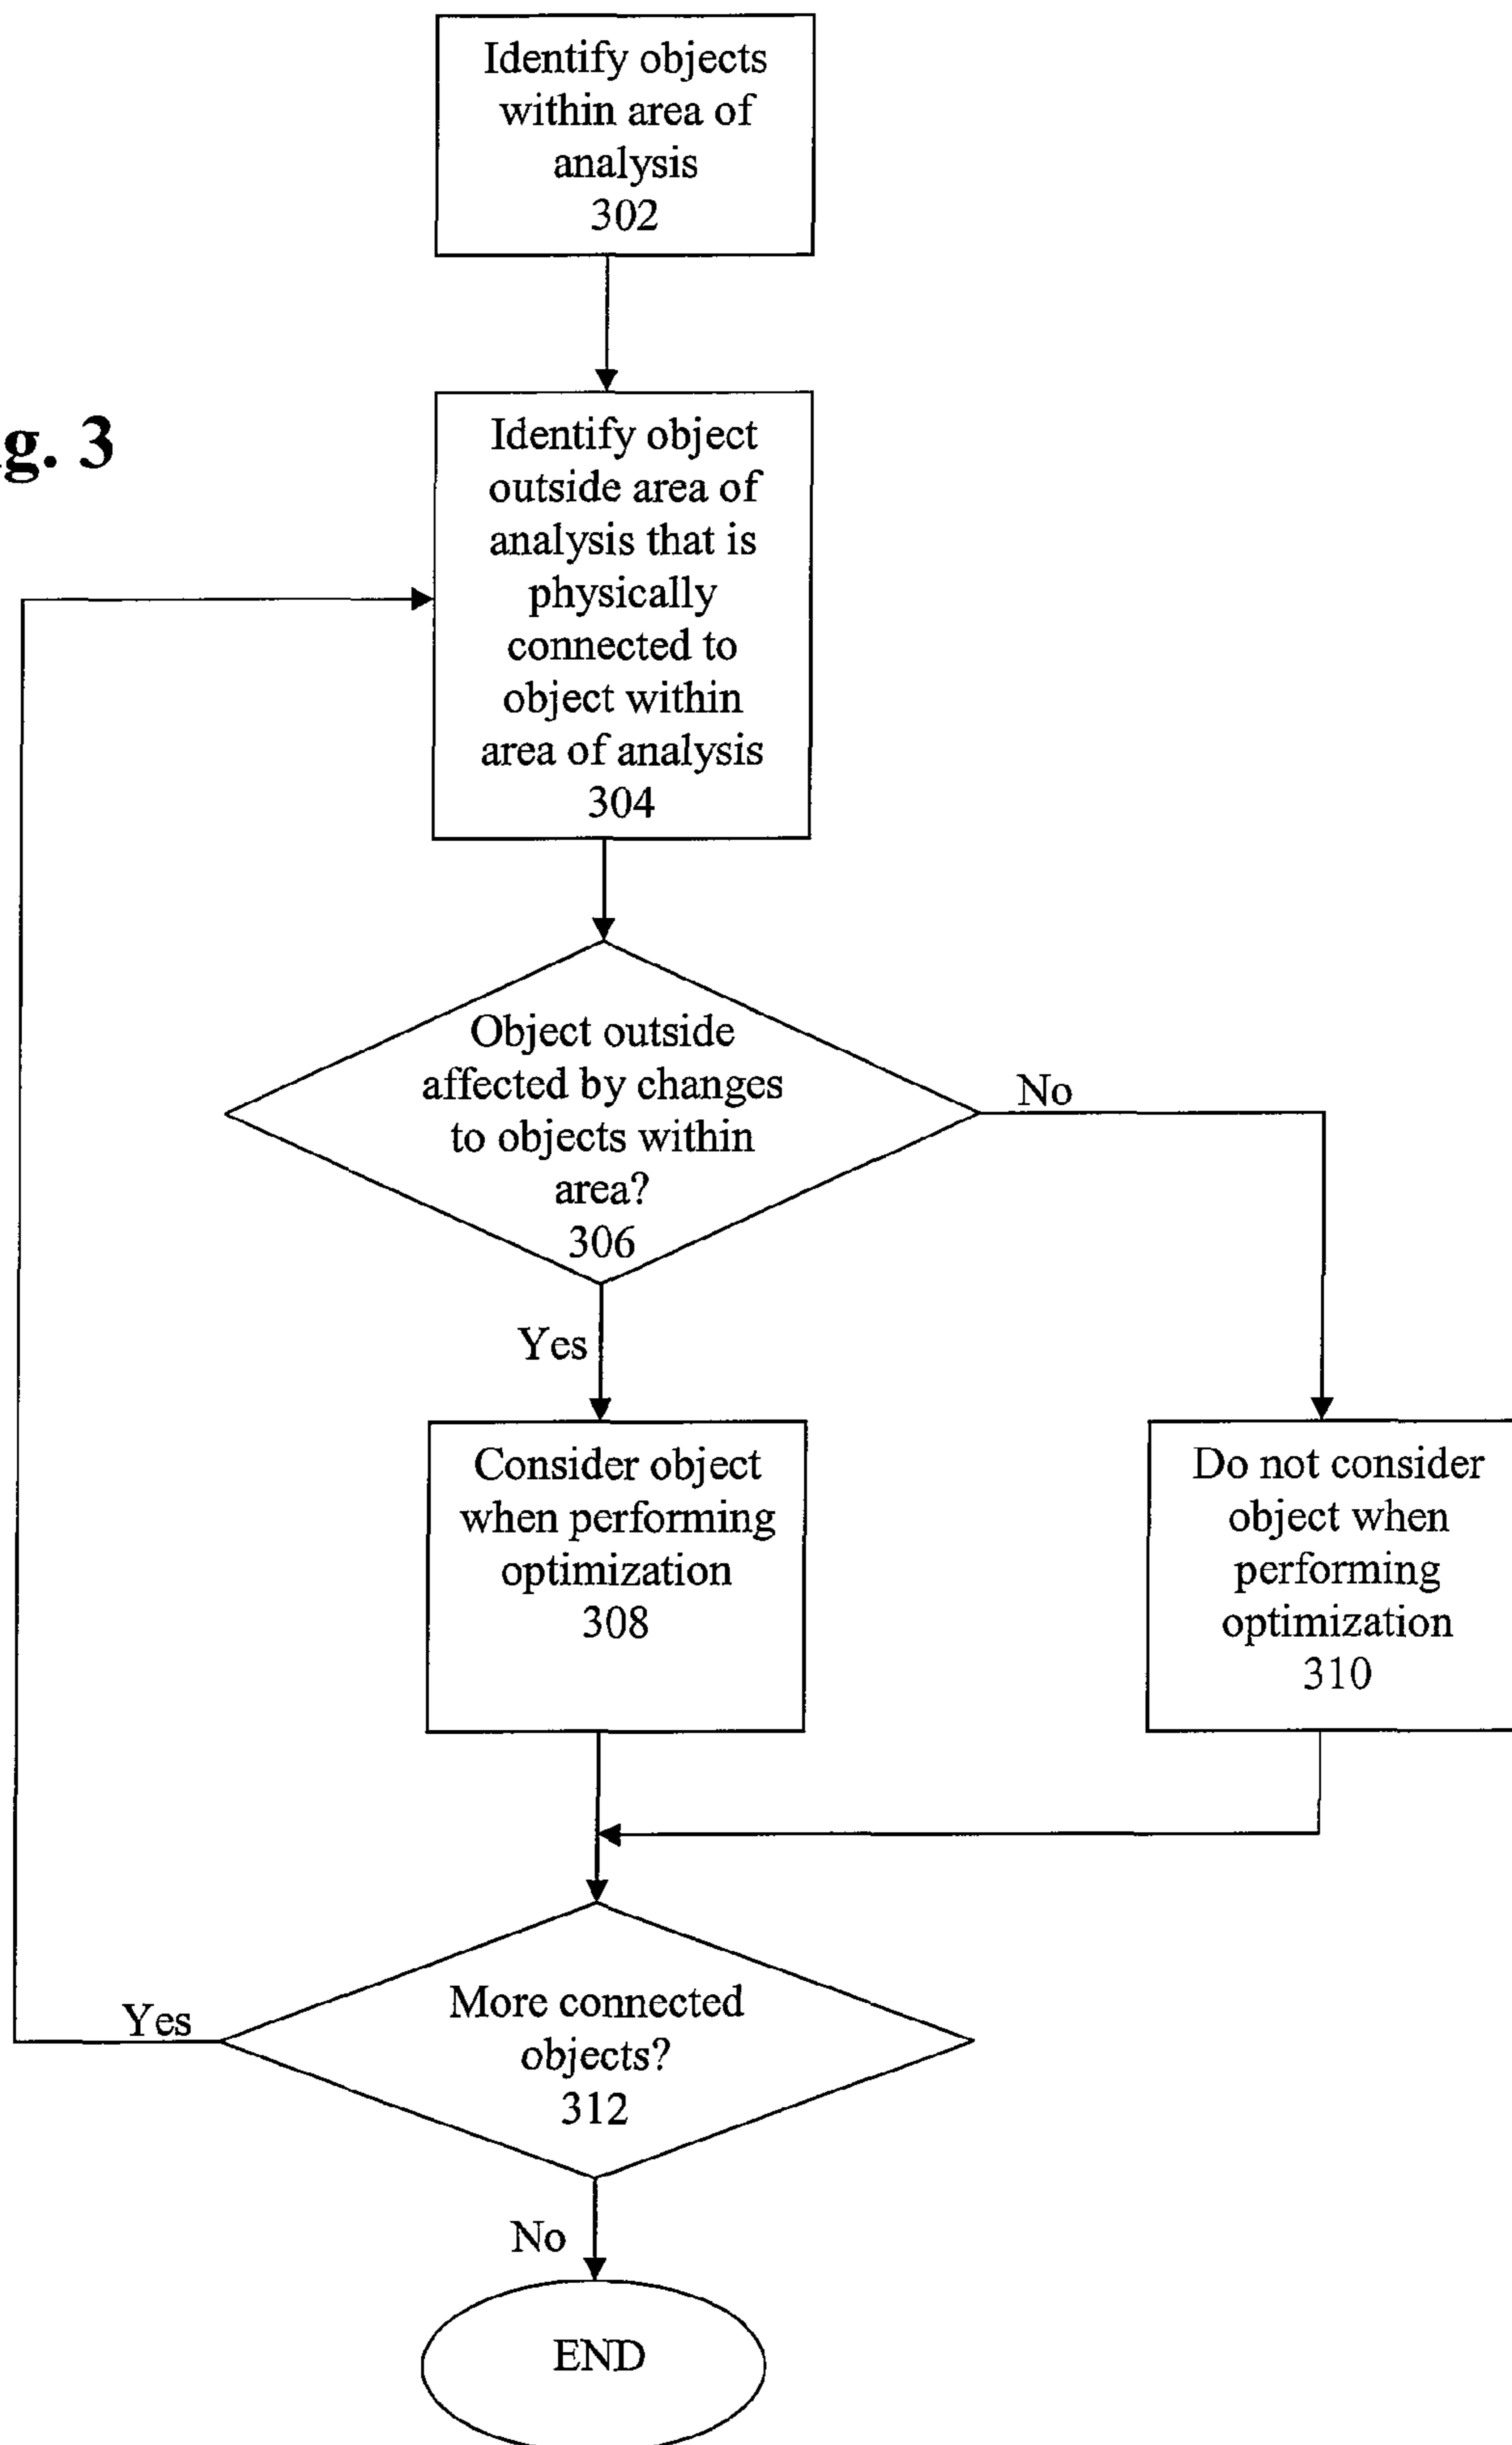 Identify objects
within area of
analysis
302
g. 3
Identify object
outside area of
analysis that is
physically
connected to
object within
area of analysis
304
Object outside
affected by changes
to objects within
area?
306
No
Yes
Consider object
when performing
optimization
308
Do not consider
object when
performing
optimization
310
More connected
objects?
312
Yes
No
END